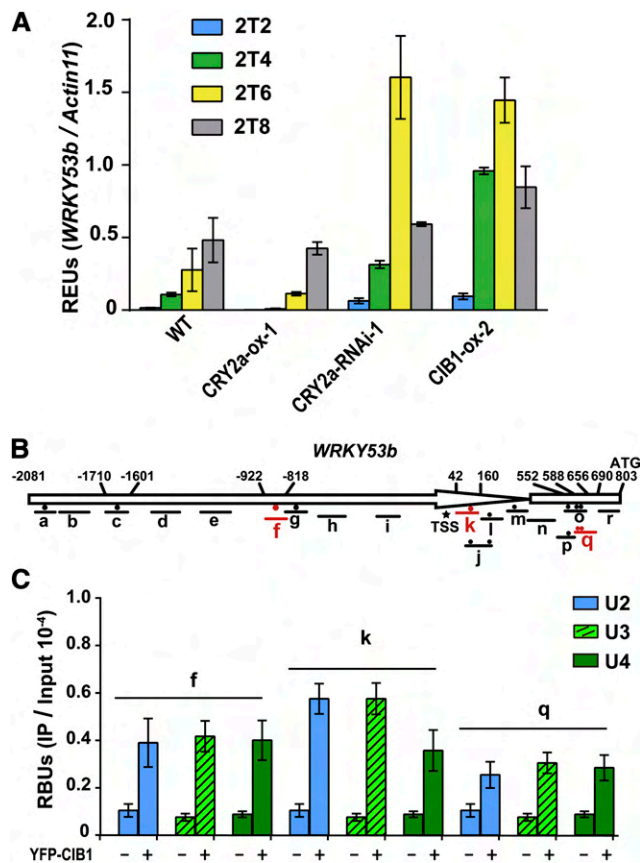 A
REUs (WRKY53b / Actin11)
2.0
1.5
1.0
0.5
0
2T2
2T4
2T6
2T8
WT
CRY2a-ox-1
CRY2a-RNAi-1
CIB1-ox-2
B
WRKY53b
-2081 -1710 -1601 -922 -818 42 160 552 588 656 690 803
ATG
a b c d e f g h i TSS k l m n o r
j p q
C
RBUs (IP / Input 10-4)
1.0
0.8
0.6
0.4
0.2
0
U2
U3
U4
f
k
q
YFP-CIB1 − + − + − + − + − + − + − + − + − +